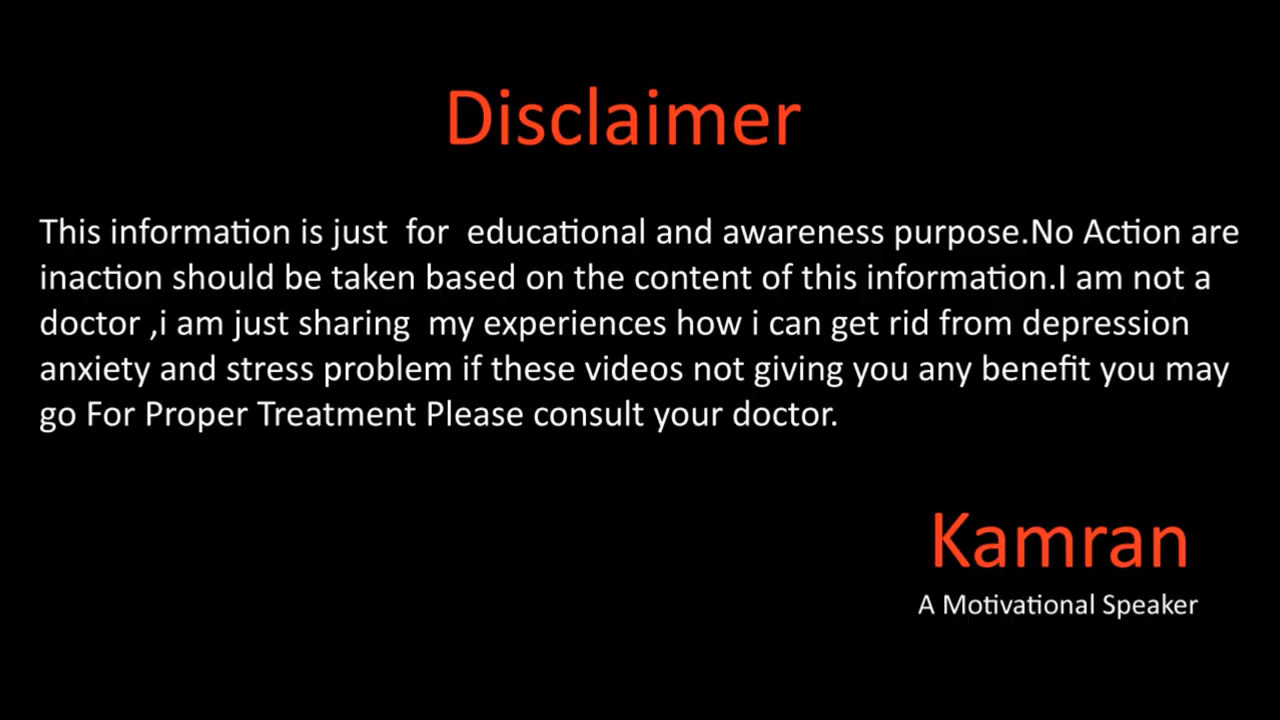 Disclaimer
This information is just  for  educational and awareness purpose.No Action are
inaction should be taken based on the content of this information.I am not a
doctor ,i am just sharing  my experiences how i can get rid from depression
anxiety and stress problem if these videos not giving you any benefit you may
go For Proper Treatment Please consult your doctor.
Kamran
A Motivational Speaker